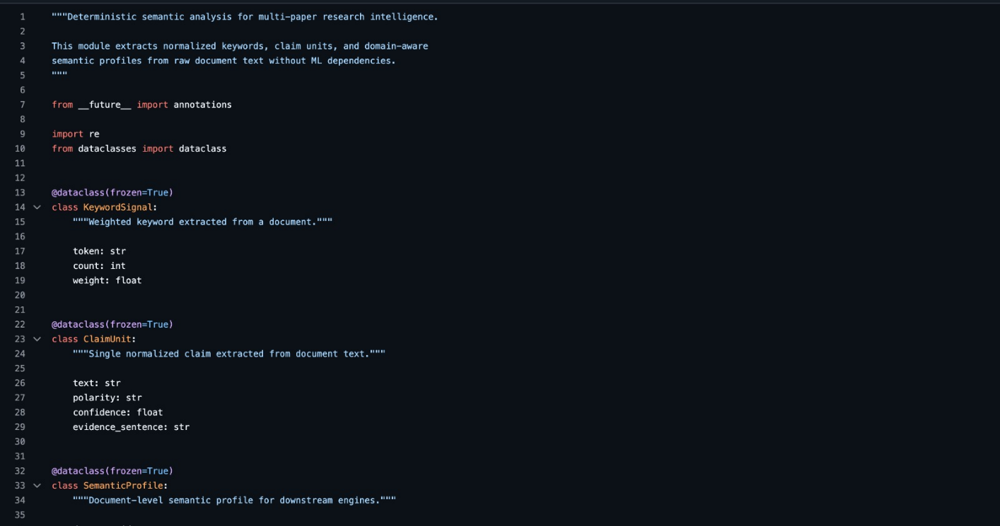 1 """Deterministic semantic analysis for multi-paper research intelligence.
2
3 This module extracts normalized keywords, claim units, and domain-aware
4 semantic profiles from raw document text without ML dependencies.
5 """
6
7 from __future__ import annotations
8
9 import re
10 from dataclasses import dataclass
11
12
13 @dataclass(frozen=True)
14 class KeywordSignal:
15     """Weighted keyword extracted from a document."""
16
17     token: str
18     count: int
19     weight: float
20
21
22 @dataclass(frozen=True)
23 class ClaimUnit:
24     """Single normalized claim extracted from document text."""
25
26     text: str
27     polarity: str
28     confidence: float
29     evidence_sentence: str
30
31
32 @dataclass(frozen=True)
33 class SemanticProfile:
34     """Document-level semantic profile for downstream engines."""
35